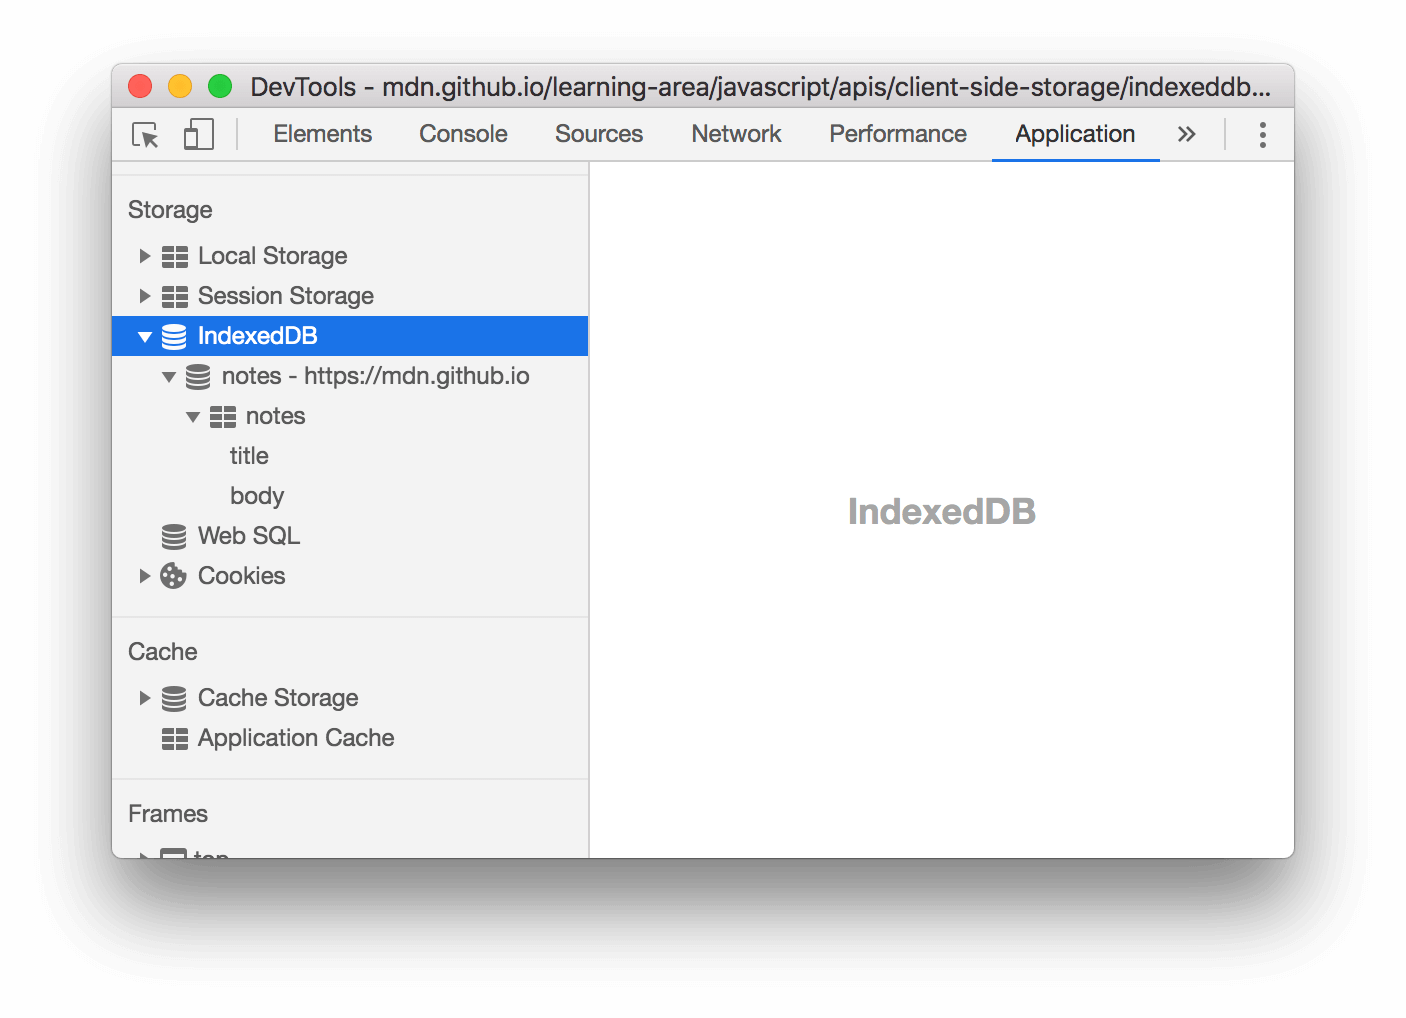 DevTools - mdn.github.io/learning-area/javascript/apis/client-side-storage/indexeddb...
Elements Console Sources Network Performance Application
Storage
Local Storage
Session Storage
IndexedDB
notes - https://mdn.github.io
notes
title
body
Web SQL
Cookies
Cache
Cache Storage
Application Cache
Frames
top
IndexedDB